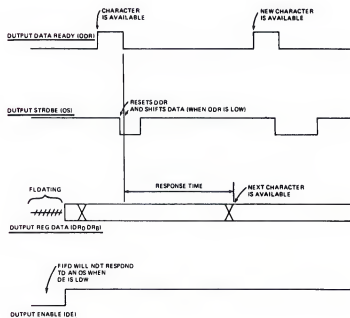 CHARACTER
IS AVAILABLE
NEW CHARACTER
IS AVAILABLE
OUTPUT DATA READY (ODR)
RESETS ODR
AND SHIFTS DATA (WHEN ODR IS LOW)
OUTPUT STROBE (OS)
RESPONSE TIME
NEXT CHARACTER
IS AVAILABLE
FLOATING
OUTPUT REG DATA (DR0 DR8)
FIFO WILL NOT RESPOND
TO AN OS WHEN
OE IS LOW
OUTPUT ENABLE (OE)